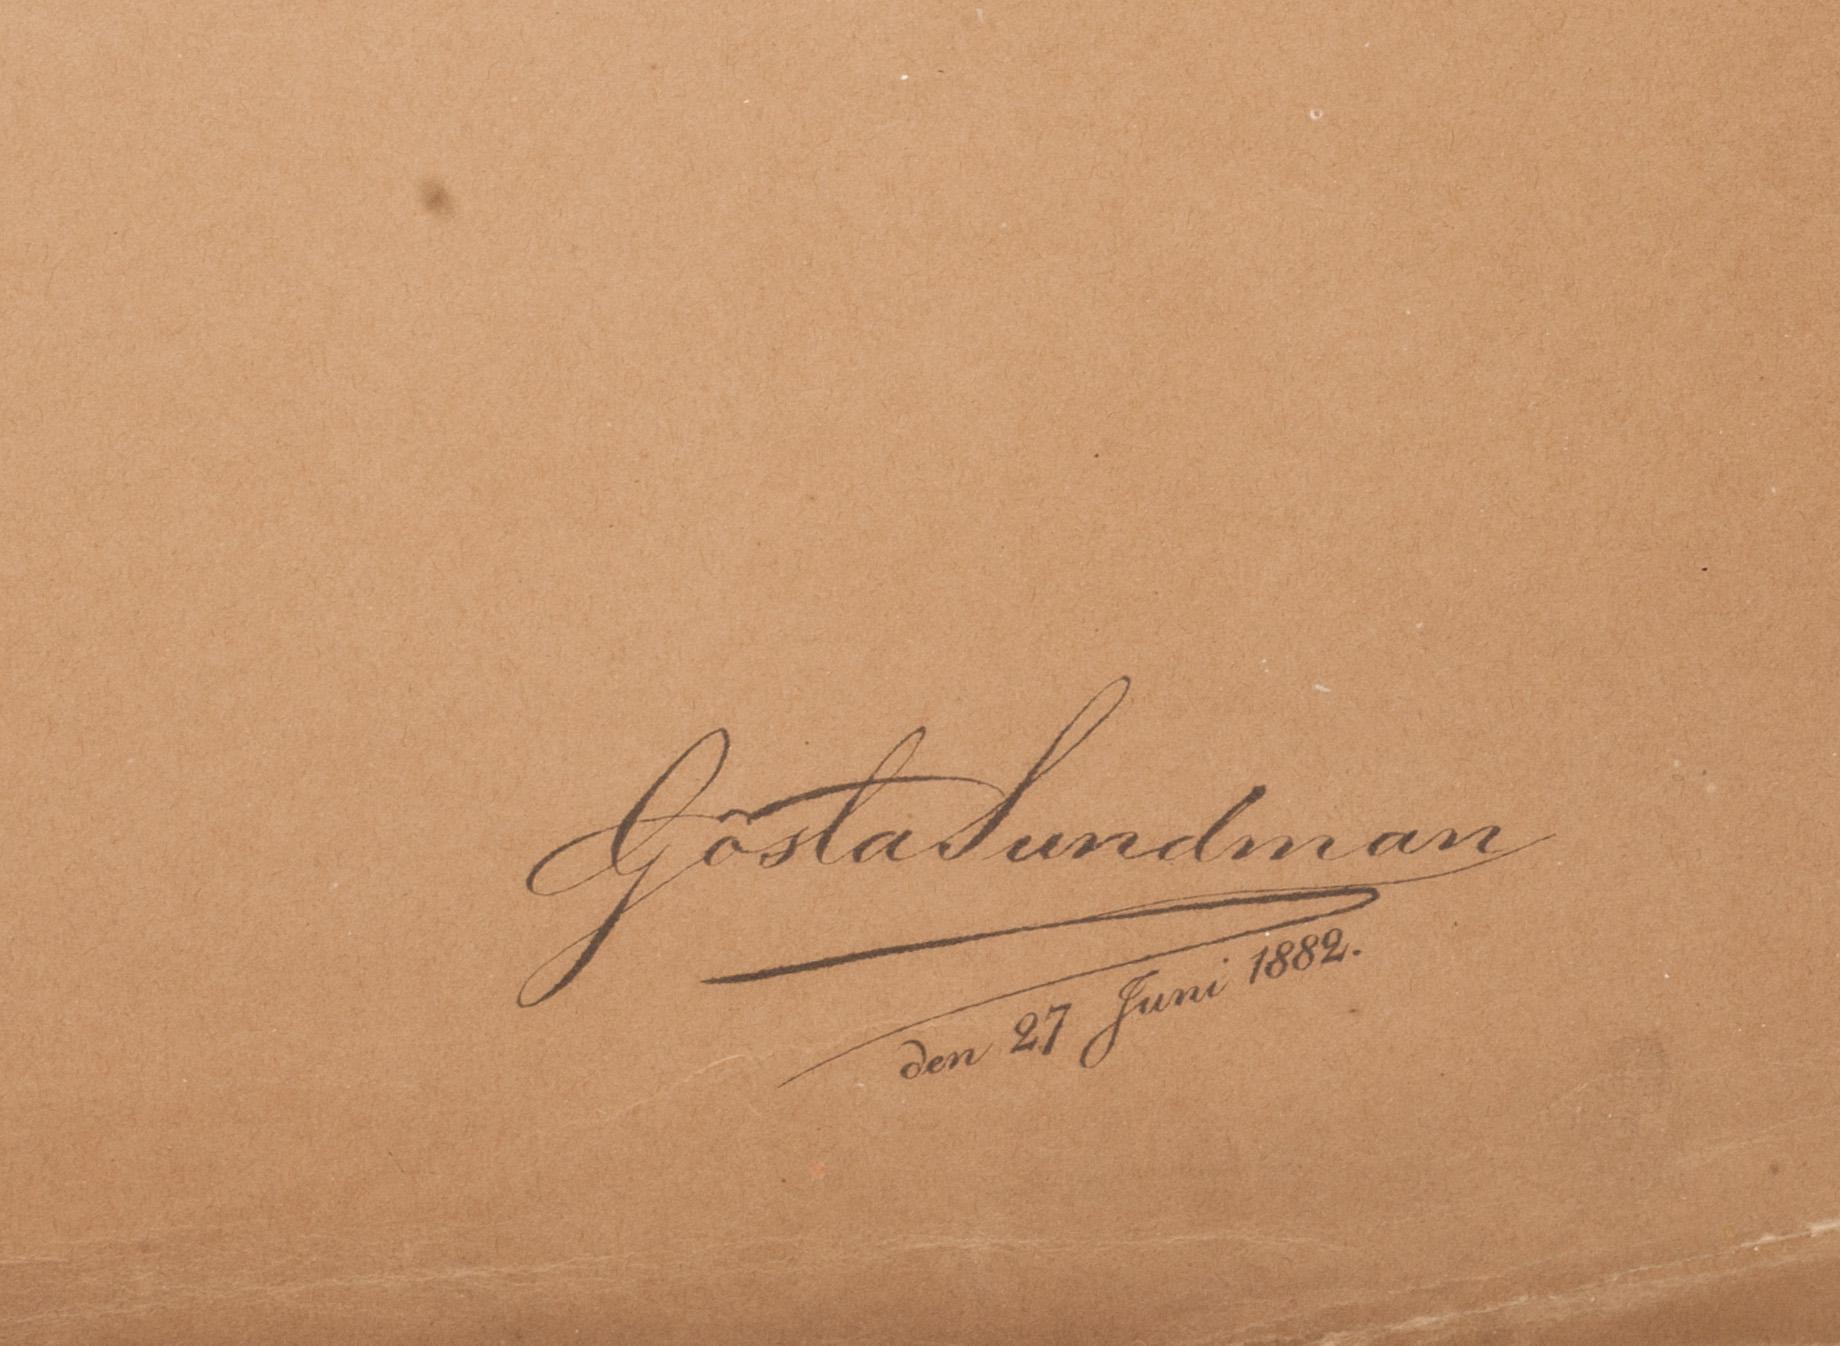 Gösta Sundman
den 27 Juni 1882.